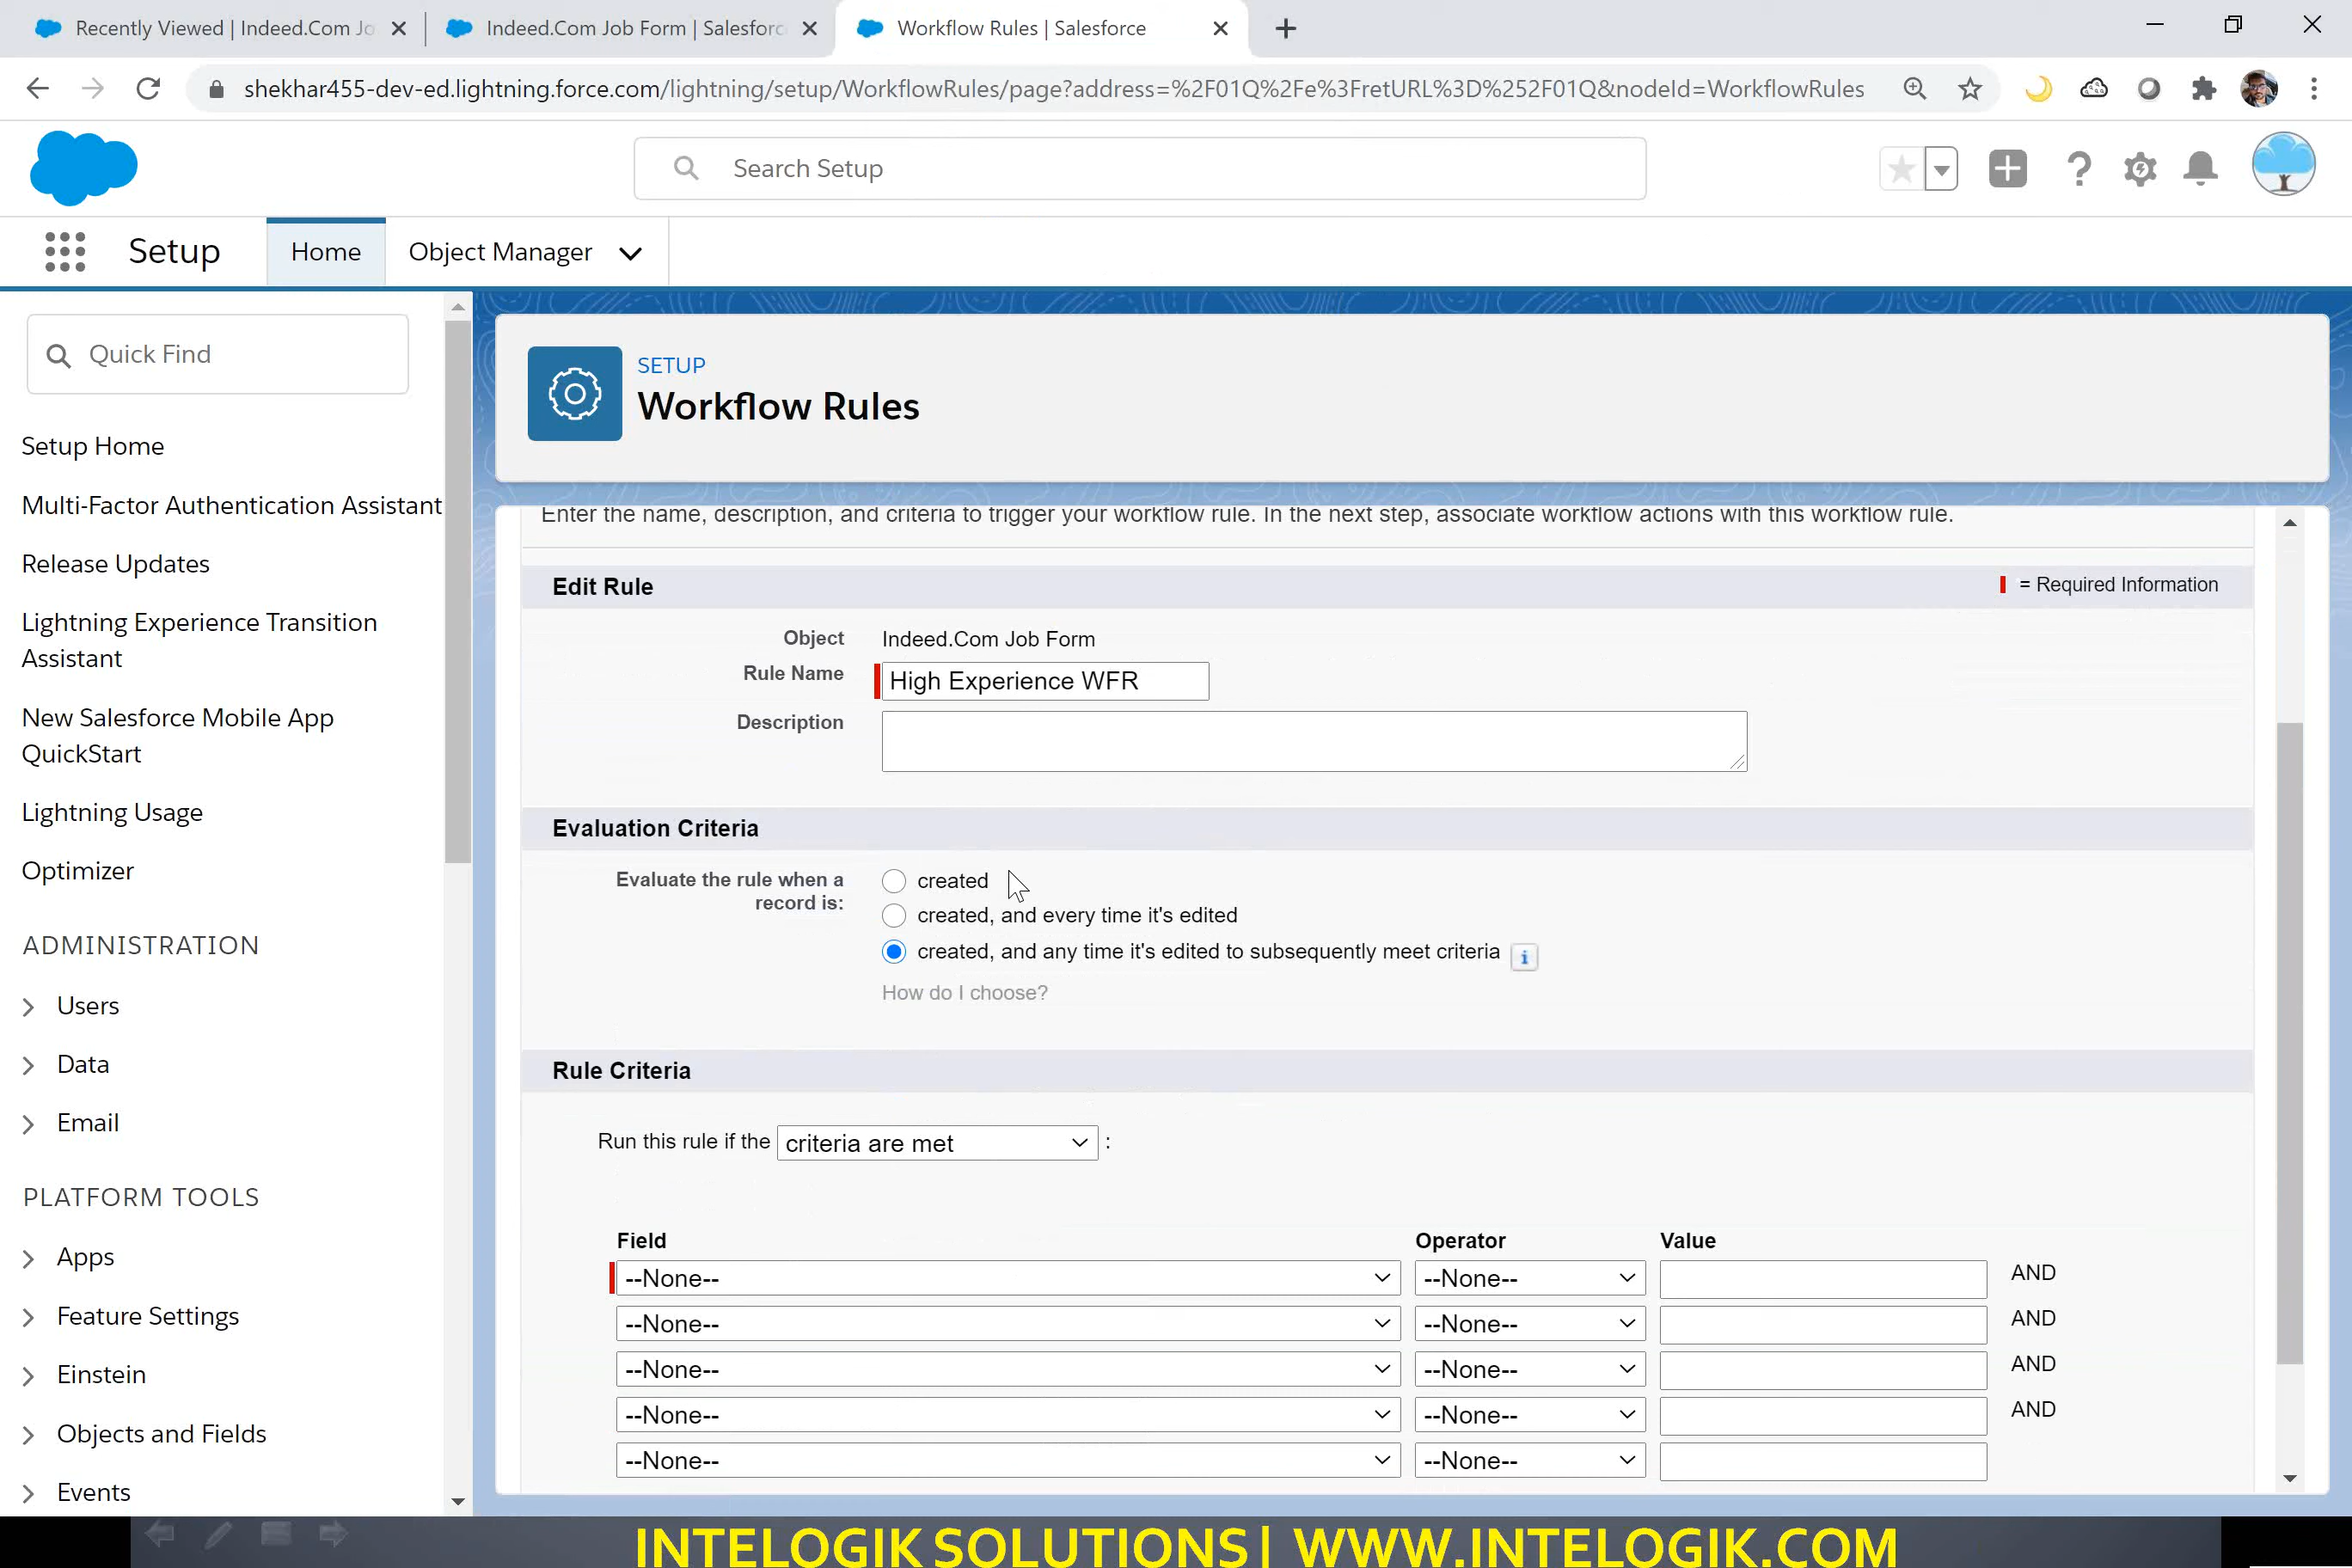 Recently Viewed | Indeed.Com Jo
Indeed.Com Job Form | Salesforc
Workflow Rules | Salesforce
shekhar455-dev-ed.lightning.force.com/lightning/setup/WorkflowRules/page?address=%2F01Q%2Fe%3FretURL%3D%252F01Q&nodeId=WorkflowRules
Search Setup
Setup
Home
Object Manager
Quick Find
Setup Home
Multi-Factor Authentication Assistant
Release Updates
Lightning Experience Transition
Assistant
New Salesforce Mobile App
QuickStart
Lightning Usage
Optimizer
ADMINISTRATION
Users
Data
Email
PLATFORM TOOLS
Apps
Feature Settings
Einstein
Objects and Fields
Events
SETUP
Workflow Rules
Enter the name, description, and criteria to trigger your workflow rule. In the next step, associate workflow actions with this workflow rule.
Edit Rule
= Required Information
Object Indeed.Com Job Form
Rule Name High Experience WFR
Description
Evaluation Criteria
Evaluate the rule when a
record is:
created
created, and every time it's edited
created, and any time it's edited to subsequently meet criteria
How do I choose?
Rule Criteria
Run this rule if the criteria are met :
Field Operator Value
--None-- --None-- AND
--None-- --None-- AND
--None-- --None-- AND
--None-- --None-- AND
--None-- --None--
INTELOGIK SOLUTIONS | WWW.INTELOGIK.COM